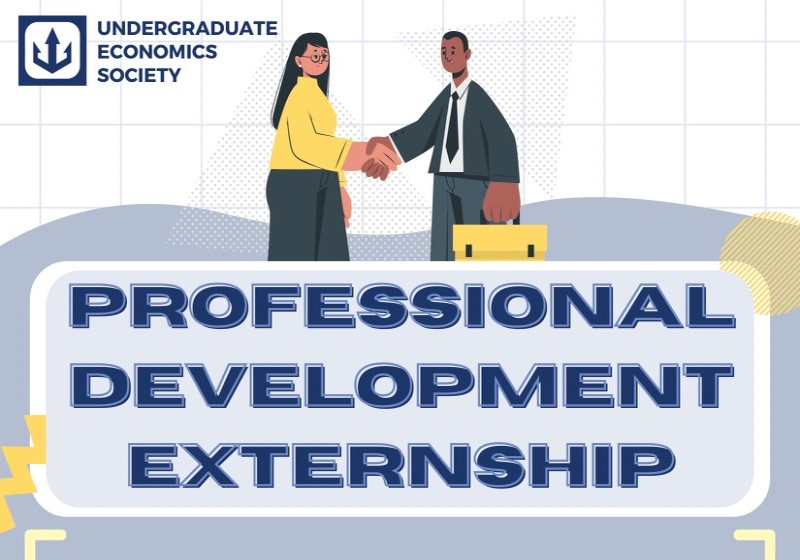 UNDERGRADUATE
ECONOMICS
SOCIETY
PROFESSIONAL
DEVELOPMENT
EXTERNSHIP